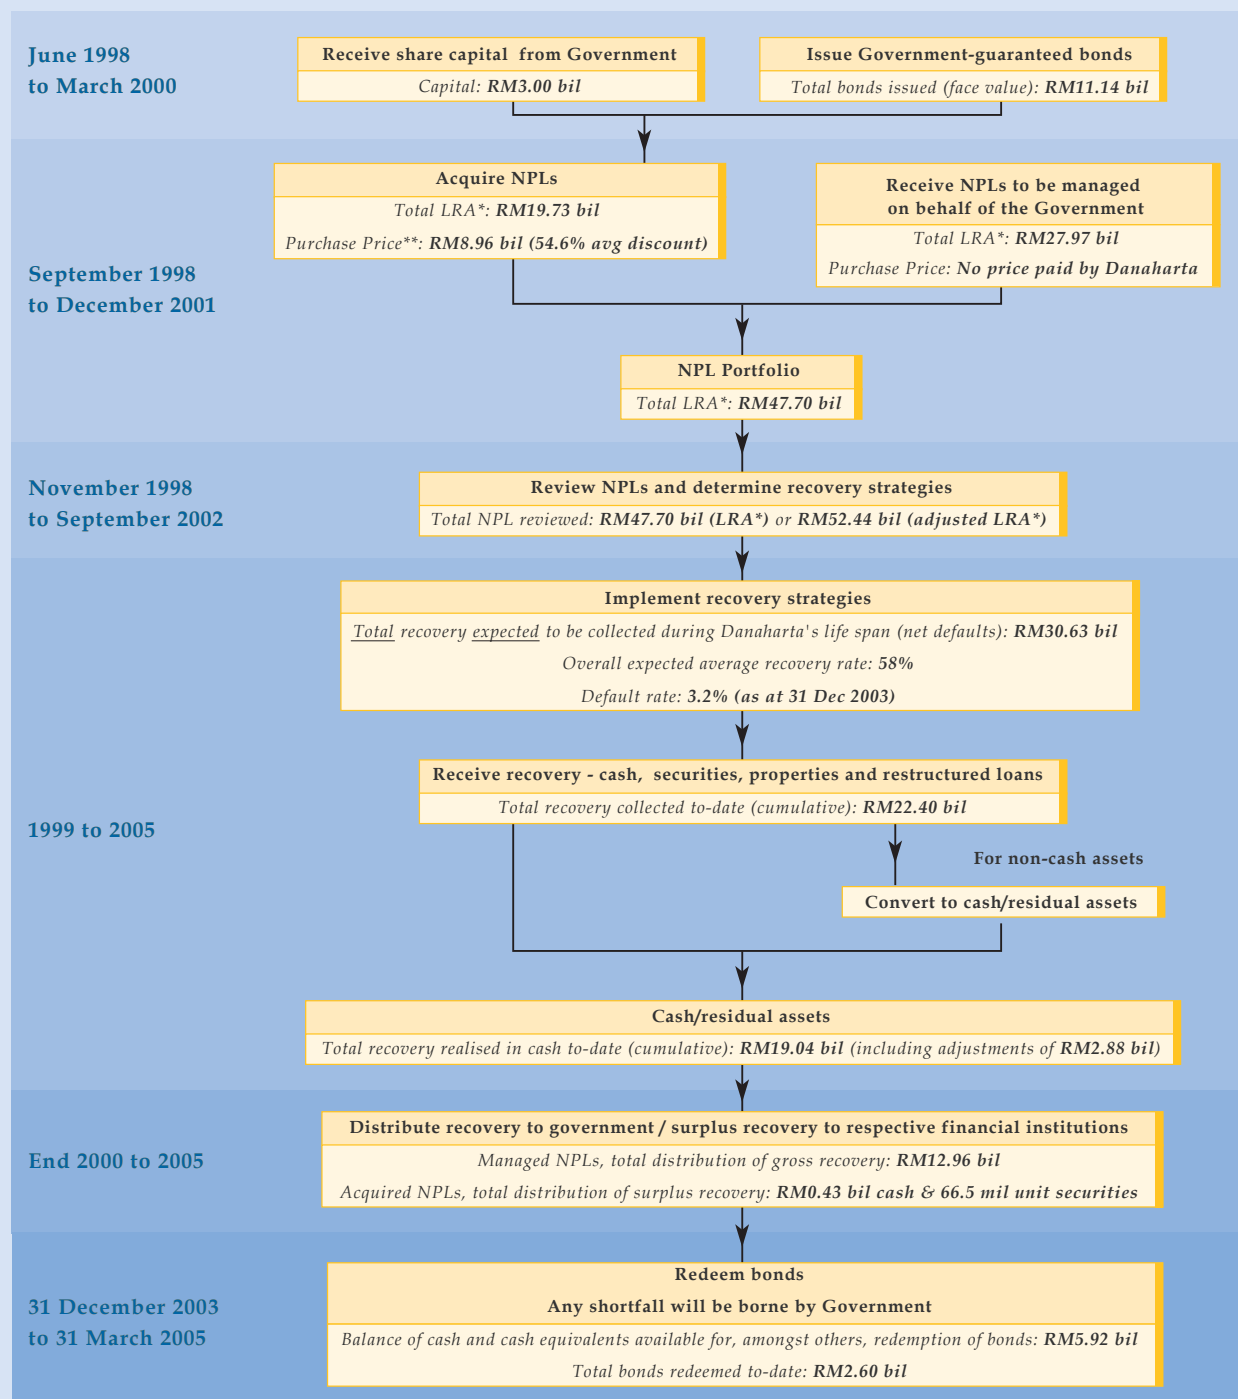 June 1998
to March 2000
Receive share capital from Government
Capital: RM3.00 bil
Issue Government-guaranteed bonds
Total bonds issued (face value): RM11.14 bil
September 1998
to December 2001
Acquire NPLs
Total LRA*: RM19.73 bil
Purchase Price**: RM8.96 bil (54.6% avg discount)
Receive NPLs to be managed
on behalf of the Government
Total LRA*: RM27.97 bil
Purchase Price: No price paid by Danaharta
NPL Portfolio
Total LRA*: RM47.70 bil
November 1998
to September 2002
Review NPLs and determine recovery strategies
Total NPL reviewed: RM47.70 bil (LRA*) or RM52.44 bil (adjusted LRA*)
1999 to 2005
Implement recovery strategies
Total recovery expected to be collected during Danaharta's life span (net defaults): RM30.63 bil
Overall expected average recovery rate: 58%
Default rate: 3.2% (as at 31 Dec 2003)
Receive recovery - cash, securities, properties and restructured loans
Total recovery collected to-date (cumulative): RM22.40 bil
For non-cash assets
Convert to cash/residual assets
Cash/residual assets
Total recovery realised in cash to-date (cumulative): RM19.04 bil (including adjustments of RM2.88 bil)
End 2000 to 2005
Distribute recovery to government / surplus recovery to respective financial institutions
Managed NPLs, total distribution of gross recovery: RM12.96 bil
Acquired NPLs, total distribution of surplus recovery: RM0.43 bil cash & 66.5 mil unit securities
31 December 2003
to 31 March 2005
Redeem bonds
Any shortfall will be borne by Government
Balance of cash and cash equivalents available for, amongst others, redemption of bonds: RM5.92 bil
Total bonds redeemed to-date: RM2.60 bil